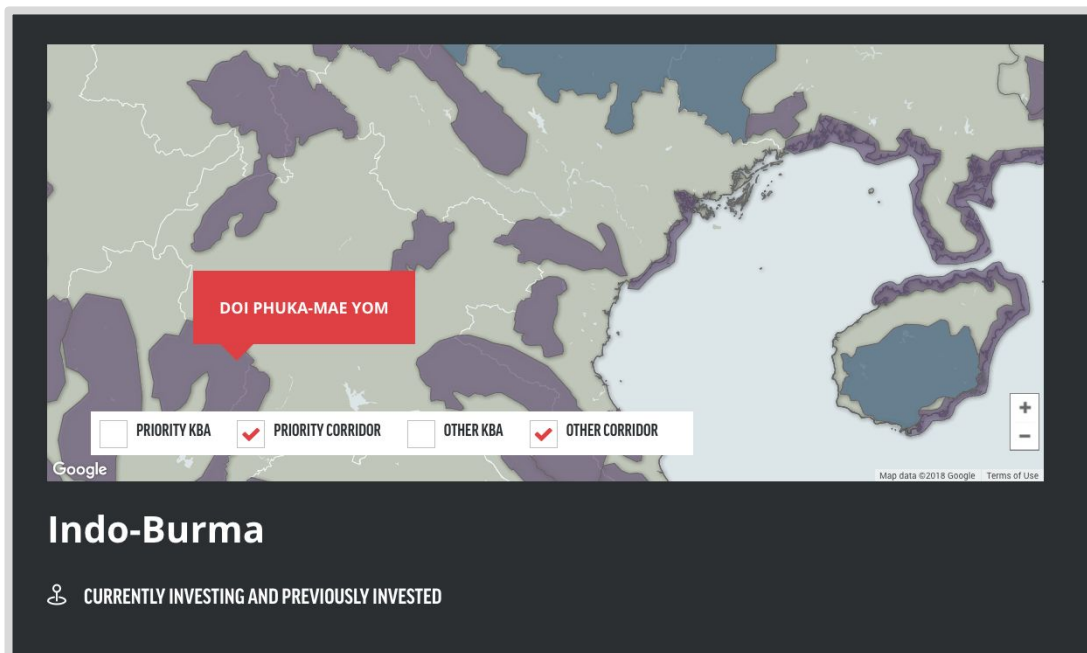 DOI PHUKA-MAE YOM
PRIORITY KBA
PRIORITY CORRIDOR
OTHER KBA
OTHER CORRIDOR
+
−
Google
Map data ©2018 Google
Terms of Use
Indo-Burma
CURRENTLY INVESTING AND PREVIOUSLY INVESTED